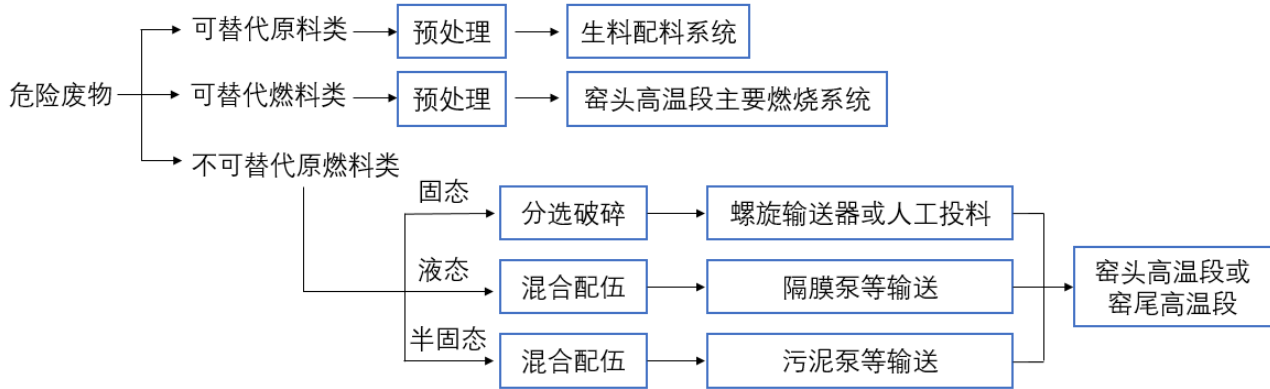 可替代原料类
预处理
生料配料系统
危险废物
可替代燃料类
预处理
窑头高温段主要燃烧系统
不可替代原燃料类
固态
分选破碎
螺旋输送器或人工投料
液态
混合配伍
隔膜泵等输送
窑头高温段或
窑尾高温段
半固态
混合配伍
污泥泵等输送